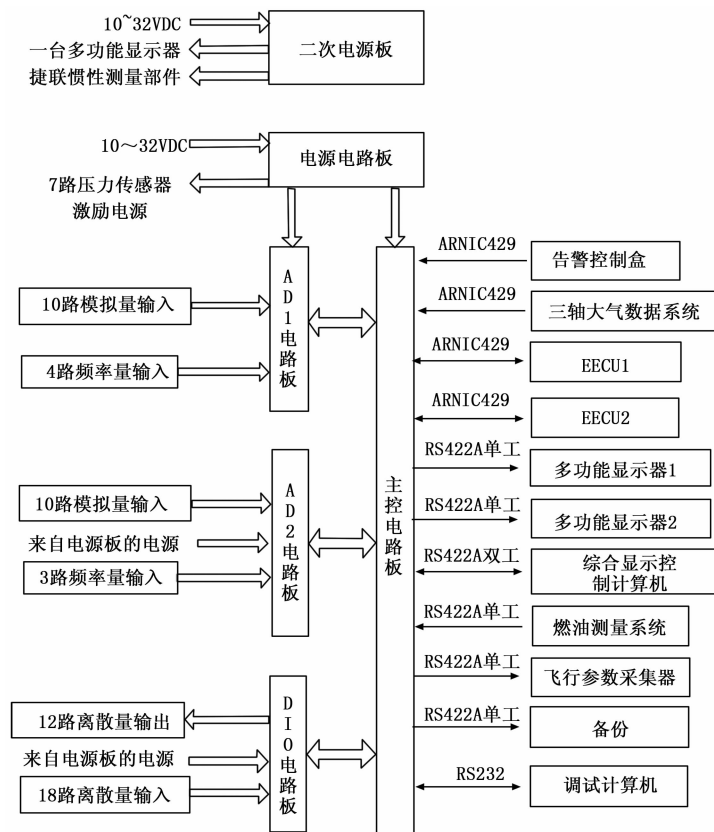 10~32VDC
一台多功能显示器
捷联惯性测量部件
二次电源板
10～32VDC
7路压力传感器
激励电源
电源电路板
10路模拟量输入
4路频率量输入
AD1电路板
10路模拟量输入
来自电源板的电源
3路频率量输入
AD2电路板
12路离散量输出
来自电源板的电源
18路离散量输入
DIO电路板
主控电路板
ARNIC429
告警控制盒
ARNIC429
三轴大气数据系统
ARNIC429
EECU1
ARNIC429
EECU2
RS422A单工
多功能显示器1
RS422A单工
多功能显示器2
RS422A双工
综合显示控
制计算机
RS422A单工
燃油测量系统
RS422A单工
飞行参数采集器
RS422A单工
备份
RS232
调试计算机